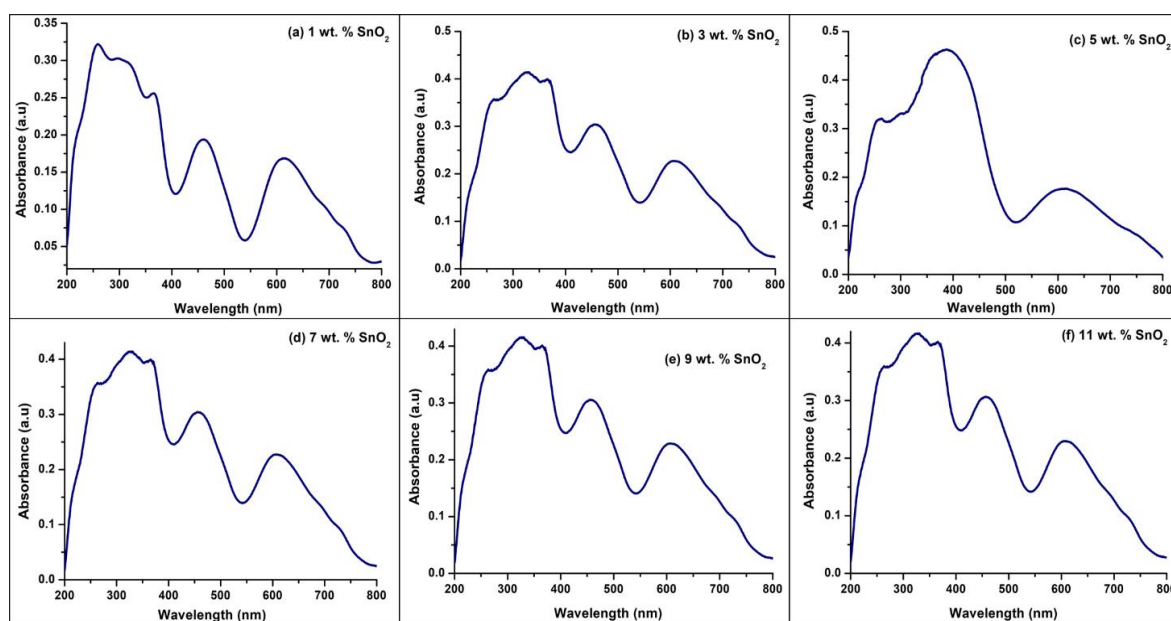 (a) 1 wt. % SnO₂
Absorbance (a.u)
0.35
0.30
0.25
0.20
0.15
0.10
0.05
200 300 400 500 600 700 800
Wavelength (nm)
(b) 3 wt. % SnO₂
Absorbance (a.u)
0.5
0.4
0.3
0.2
0.1
0.0
200 300 400 500 600 700 800
Wavelength (nm)
(c) 5 wt. % SnO₂
Absorbance (a.u)
0.5
0.4
0.3
0.2
0.1
0.0
200 300 400 500 600 700 800
Wavelength (nm)
(d) 7 wt. % SnO₂
Absorbance (a.u)
0.4
0.3
0.2
0.1
0.0
200 300 400 500 600 700 800
Wavelength (nm)
(e) 9 wt. % SnO₂
Absorbance (a.u)
0.4
0.3
0.2
0.1
0.0
200 300 400 500 600 700 800
Wavelength (nm)
(f) 11 wt. % SnO₂
Absorbance (a.u)
0.4
0.3
0.2
0.1
0.0
200 300 400 500 600 700 800
Wavelength (nm)